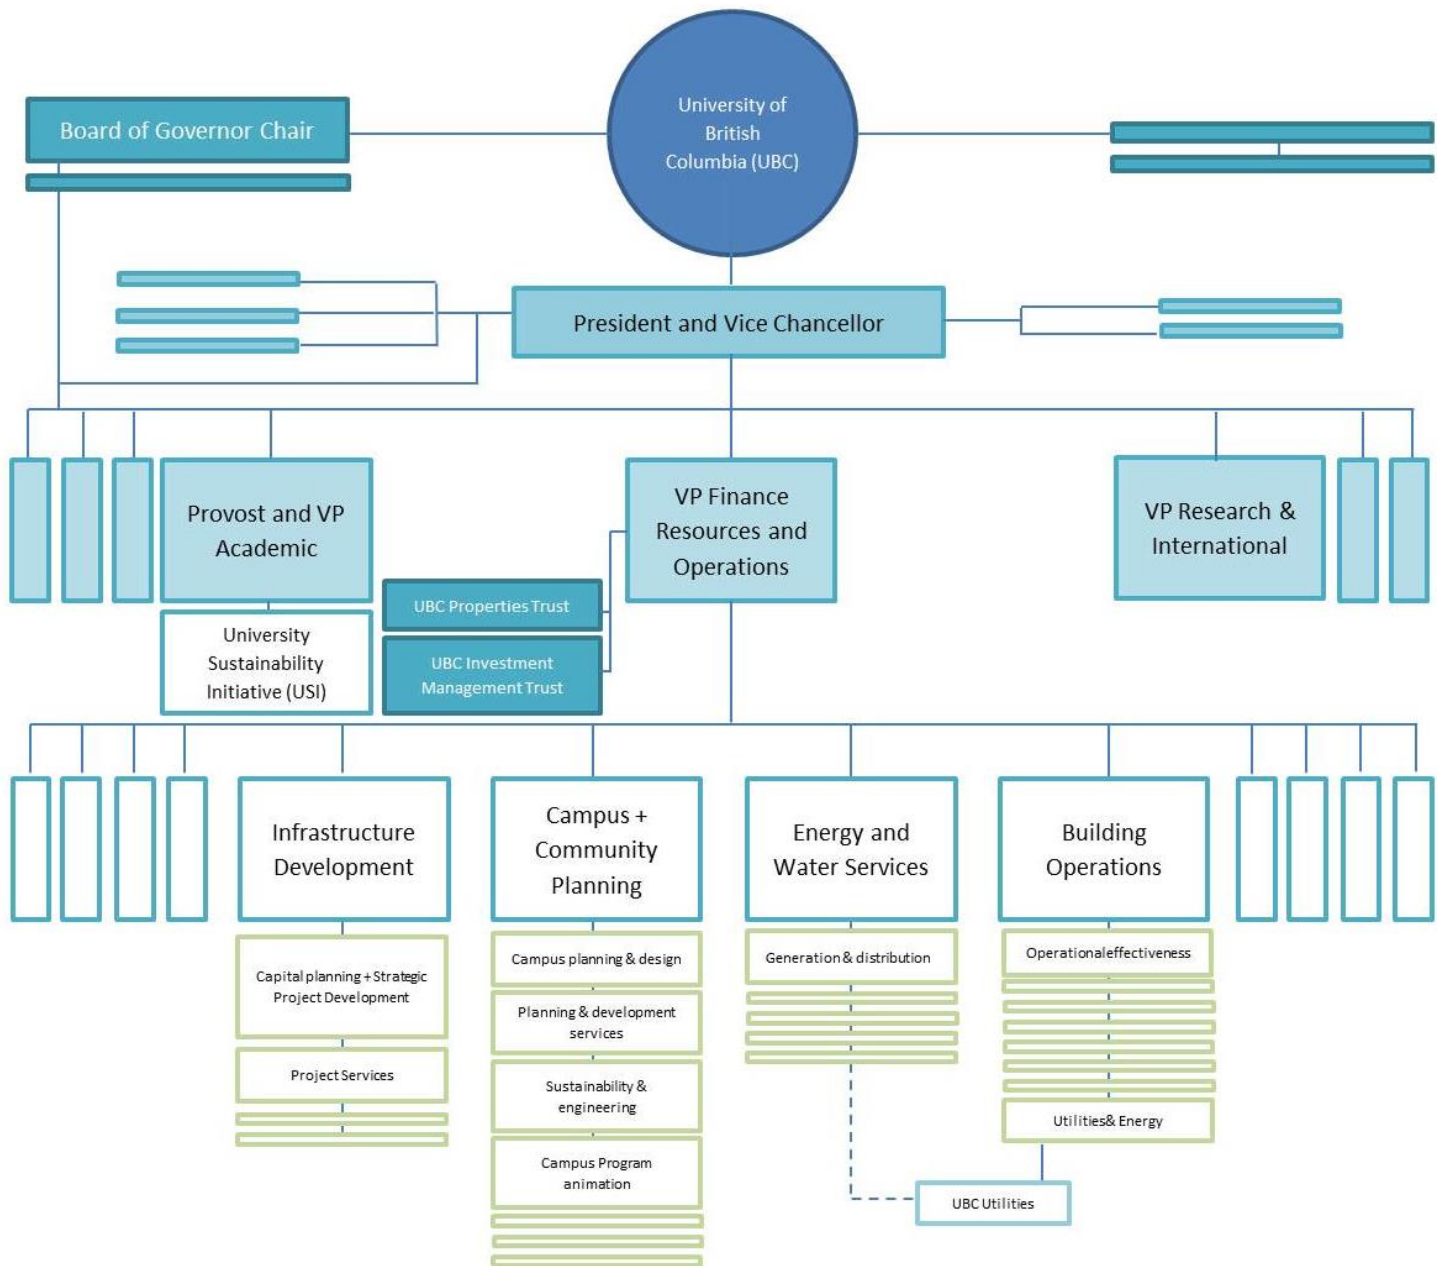 University of
British
Columbia (UBC)
Board of Governor Chair
President and Vice Chancellor
Provost and VP
Academic
VP Finance
Resources and
Operations
VP Research &
International
UBC Properties Trust
University
Sustainability
Initiative (USI)
UBC Investment
Management Trust
Infrastructure
Development
Campus +
Community
Planning
Energy and
Water Services
Building
Operations
Capital planning + Strategic
Project Development
Project Services
Campus planning & design
Planning & development
services
Sustainability &
engineering
Campus Program
animation
Generation & distribution
Operationaleffectiveness
Utilities& Energy
UBC Utilities